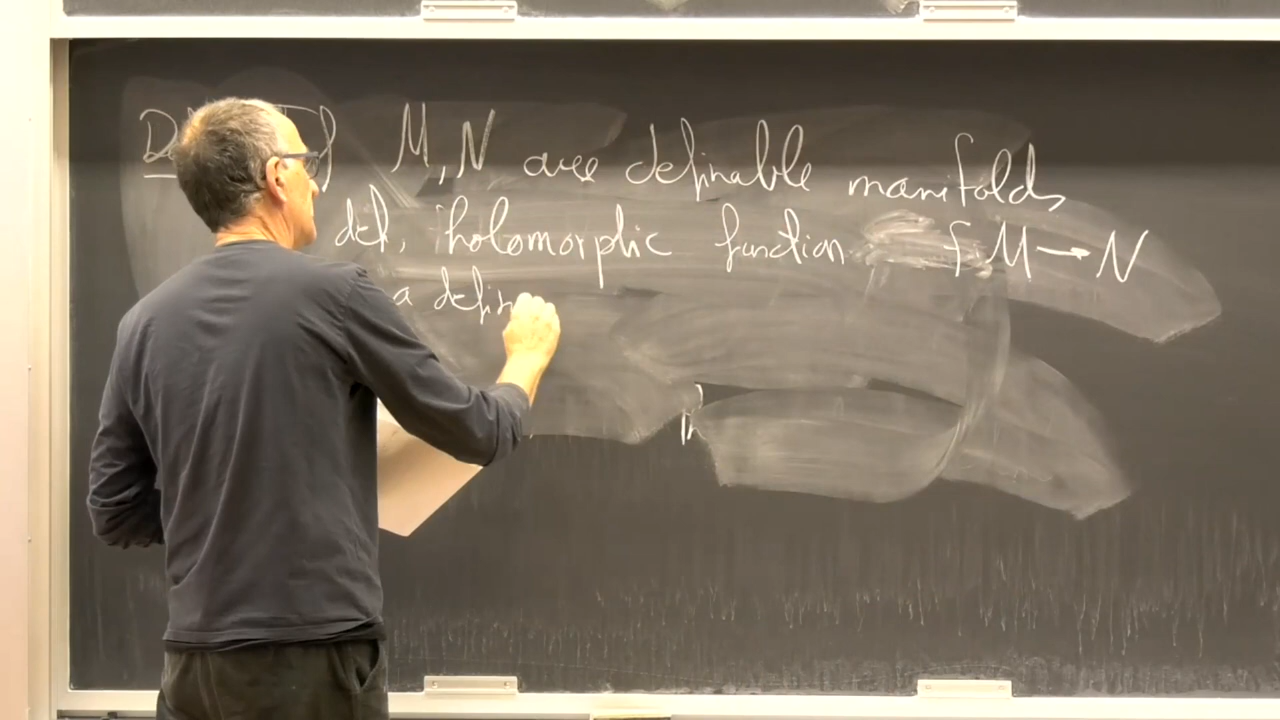 M, N are definable manifolds
def, holomorphic function f: M → N
a defin